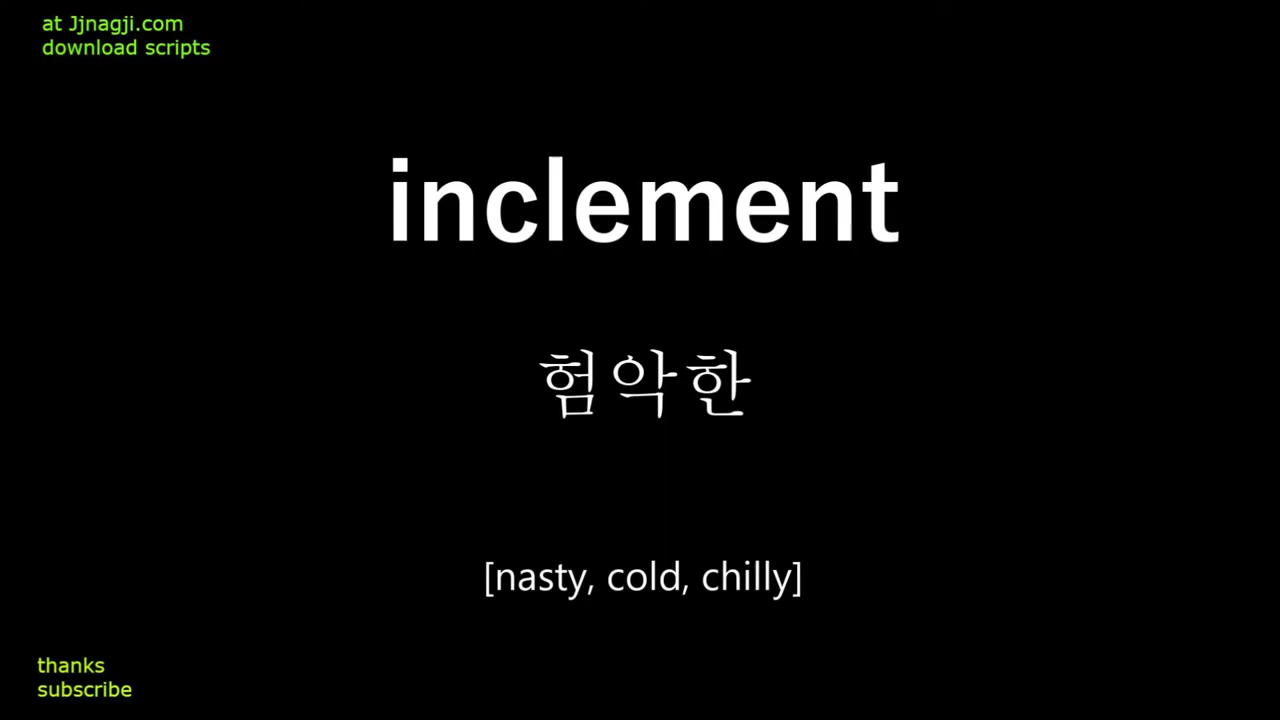 at Jjnagji.com
download scripts
inclement
험악한
[nasty, cold, chilly]
thanks
subscribe